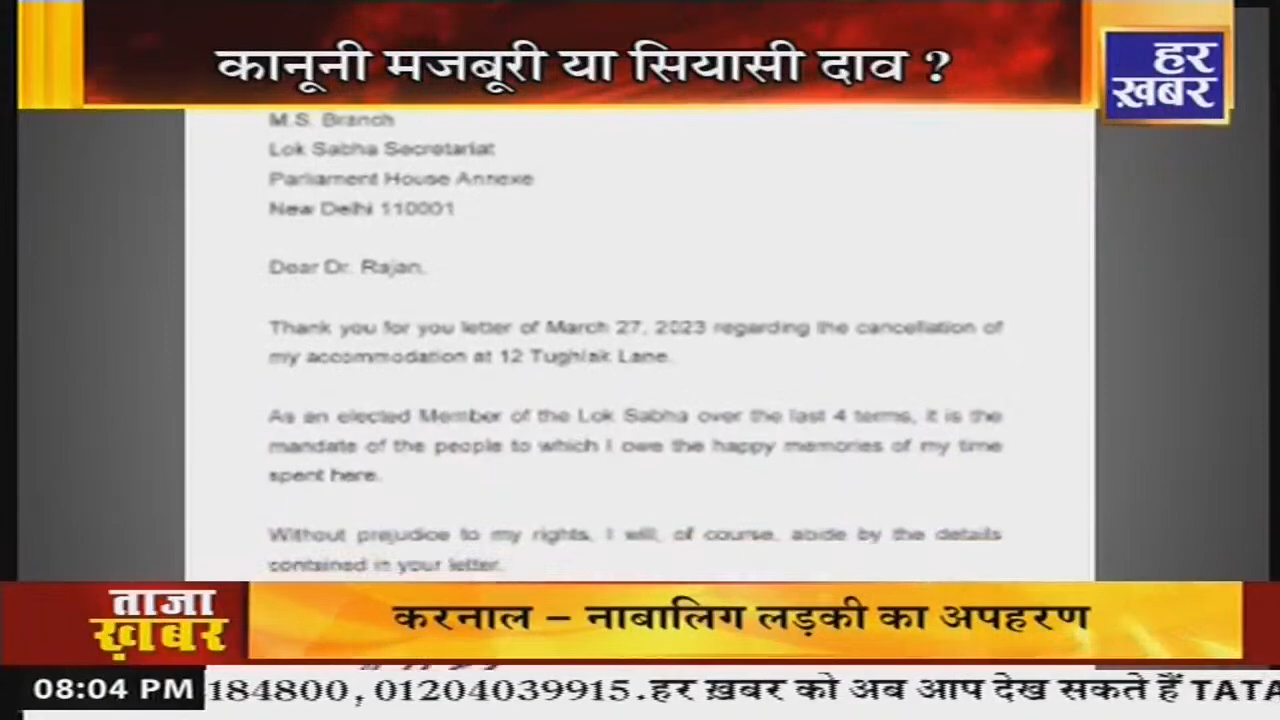 कानूनी मजबूरी या सियासी दाव ?
हर
ख़बर
M.S. Branch
Lok Sabha Secretariat
Parliament House Annexe
New Delhi 110001
Dear Dr. Rajan,
Thank you for you letter of March 27, 2023 regarding the cancellation of
my accommodation at 12 Tughlak Lane.
As an elected Member of the Lok Sabha over the last 4 terms, it is the
mandate of the people to which I owe the happy memories of my time
spent here.
Without prejudice to my rights, I will, of course, abide by the details
contained in your letter.
ताजा
ख़बर
करनाल – नाबालिग लड़की का अपहरण
08:04 PM
184800, 01204039915.हर ख़बर को अब आप देख सकते हैं TATA